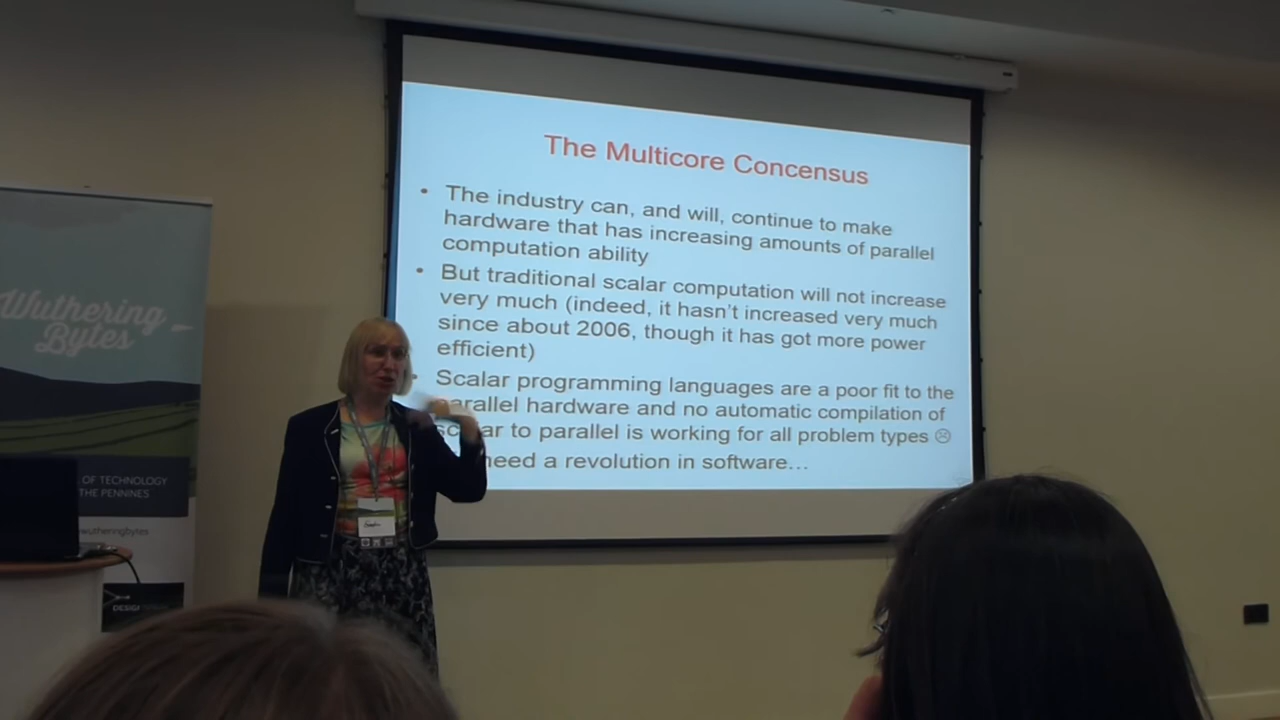 The Multicore Concensus
• The industry can, and will, continue to make
hardware that has increasing amounts of parallel
computation ability
• But traditional scalar computation will not increase
very much (indeed, it hasn't increased very much
since about 2006, though it has got more power
efficient)
• Scalar programming languages are a poor fit to the
parallel hardware and no automatic compilation of
scalar to parallel is working for all problem types ☹
need a revolution in software...
Wuthering
Bytes
OF TECHNOLOGY
THE PENNINES
wutheringbytes
DESIGN